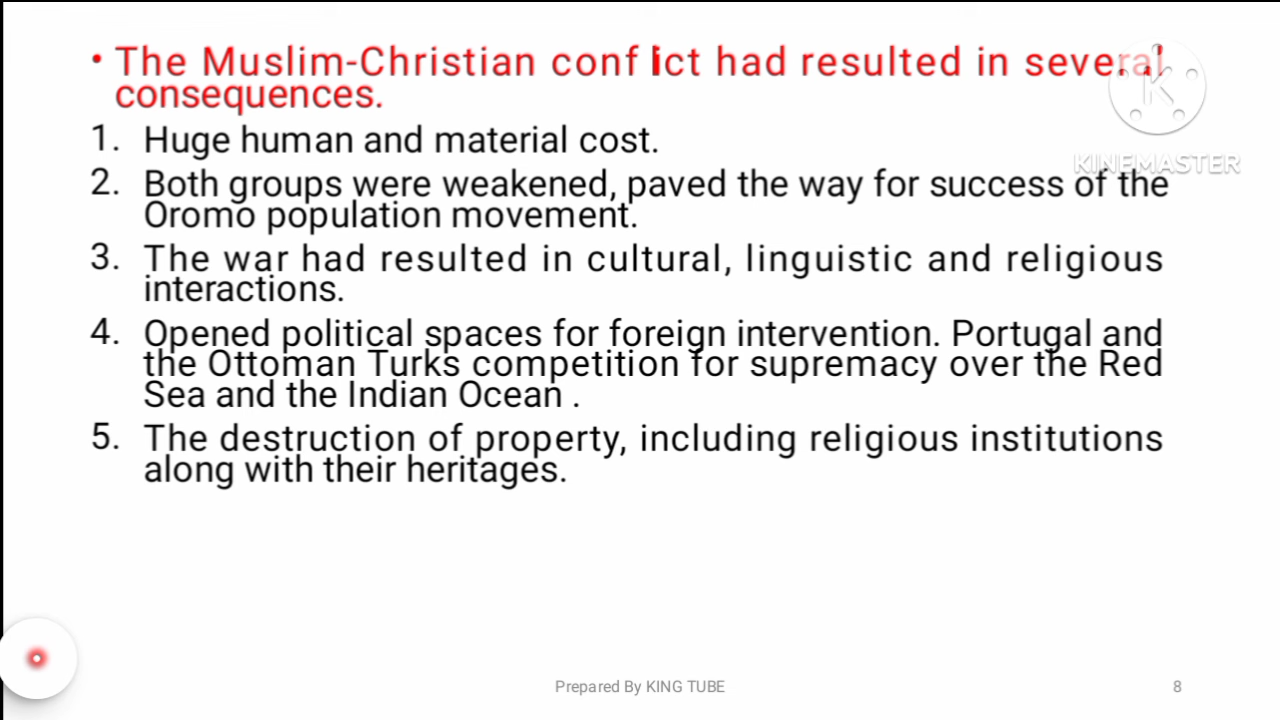 • The Muslim-Christian conflict had resulted in several
consequences.
1. Huge human and material cost.
2. Both groups were weakened, paved the way for success of the
Oromo population movement.
3. The war had resulted in cultural, linguistic and religious
interactions.
4. Opened political spaces for foreign intervention. Portugal and
the Ottoman Turks competition for supremacy over the Red
Sea and the Indian Ocean .
5. The destruction of property, including religious institutions
along with their heritages.
K
KINEMASTER
Prepared By KING TUBE
8